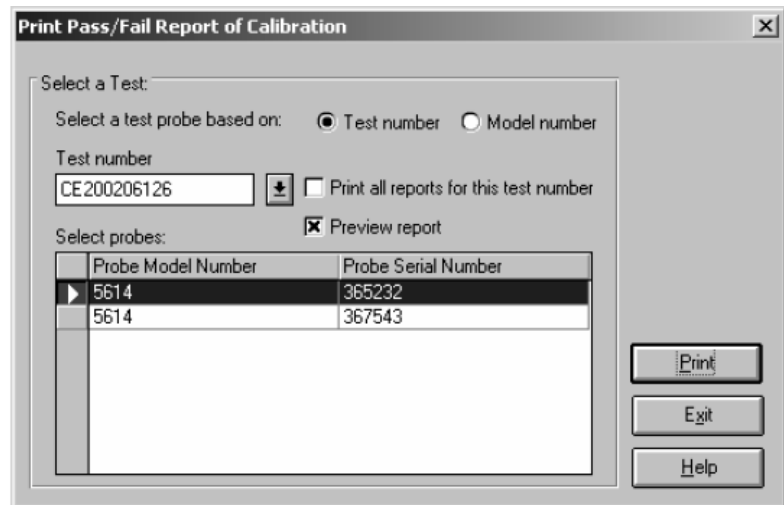 Print Pass/Fail Report of Calibration
Select a Test:
Select a test probe based on: Test number Model number
Test number
CE200206126 Print all reports for this test number
Preview report
Select probes:
Probe Model Number Probe Serial Number
5614 365232
5614 367543
Print
Exit
Help